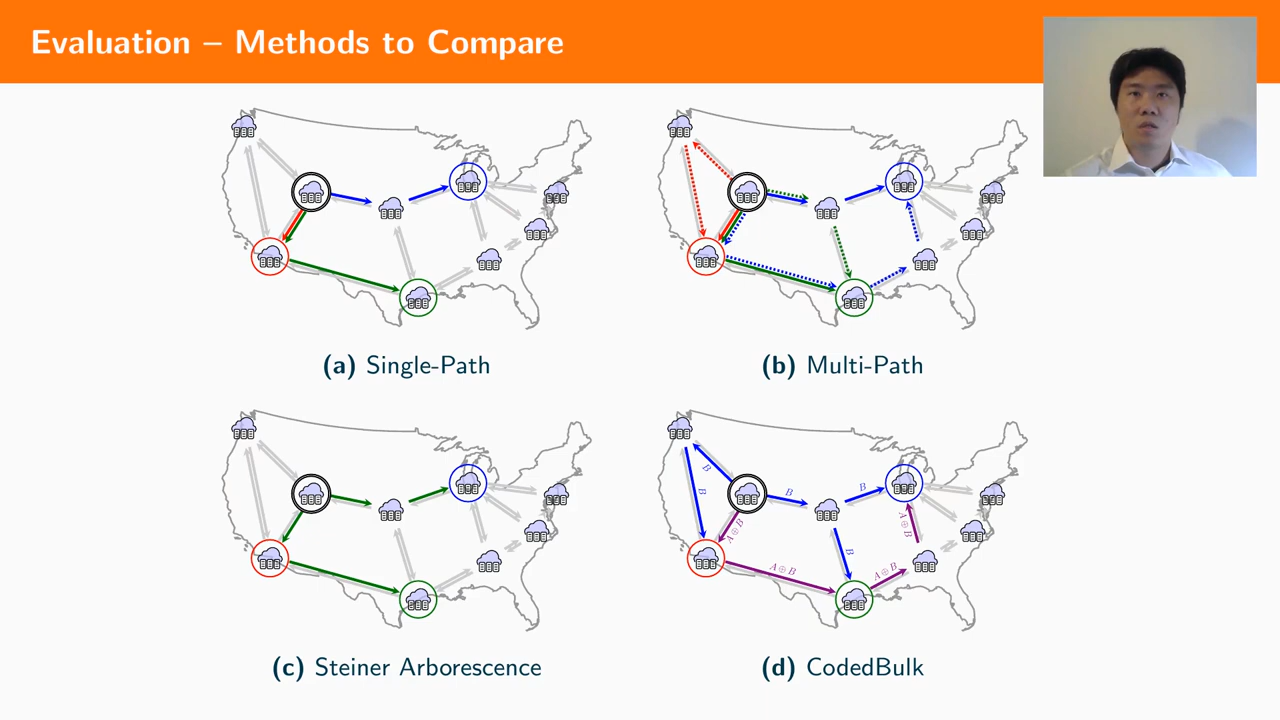 Evaluation – Methods to Compare
(a) Single-Path
(b) Multi-Path
B
B
B
B
B
A⊕B
A⊕B
A⊕B
A⊕B
(c) Steiner Arborescence
(d) CodedBulk